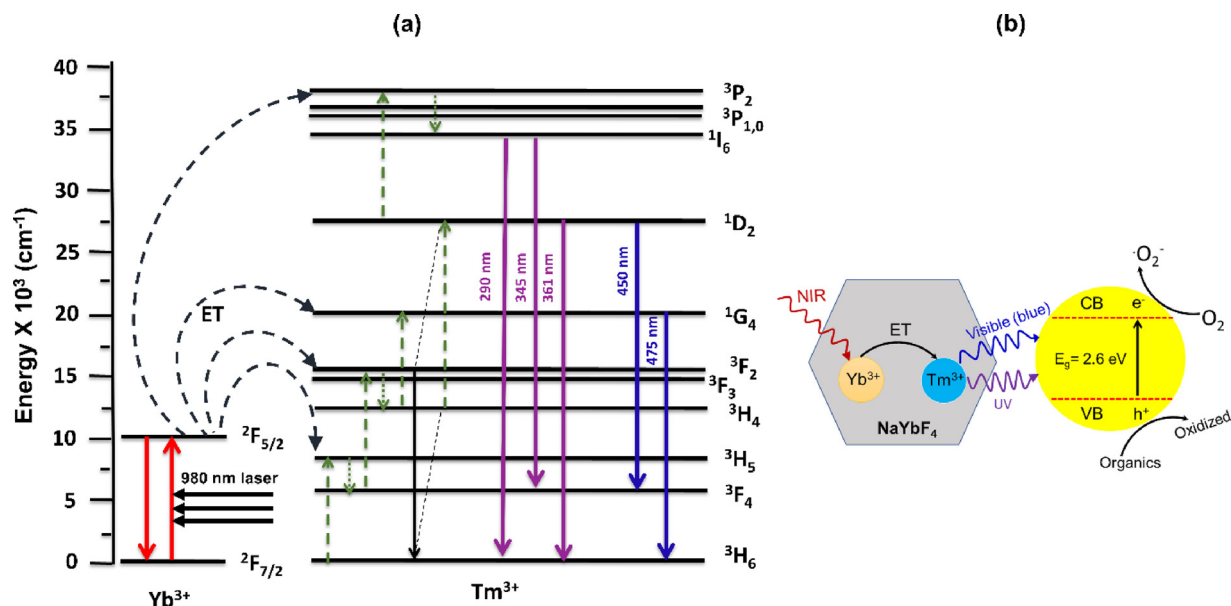 (a)
(b)
Energy X 10³ (cm⁻¹)
40
35
30
25
20
15
10
5
0
ET
²F₅/₂
980 nm laser
²F₇/₂
Yb³⁺
³P₂
³P₁,₀
¹I₆
¹D₂
¹G₄
³F₂
³F₃
³H₄
³H₅
³F₄
³H₆
290 nm
345 nm
361 nm
450 nm
475 nm
Tm³⁺
NIR
ET
Yb³⁺
Tm³⁺
NaYbF₄
Visible (blue)
UV
CB
e⁻
E₉= 2.6 eV
VB
h⁺
·O₂⁻
O₂
Oxidized
Organics